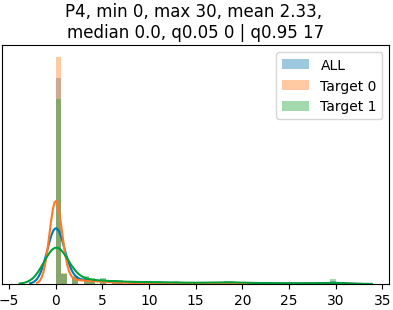 P4, min 0, max 30, mean 2.33,
median 0.0, q0.05 0 | q0.95 17
ALL
Target 0
Target 1
−5 0 5 10 15 20 25 30 35